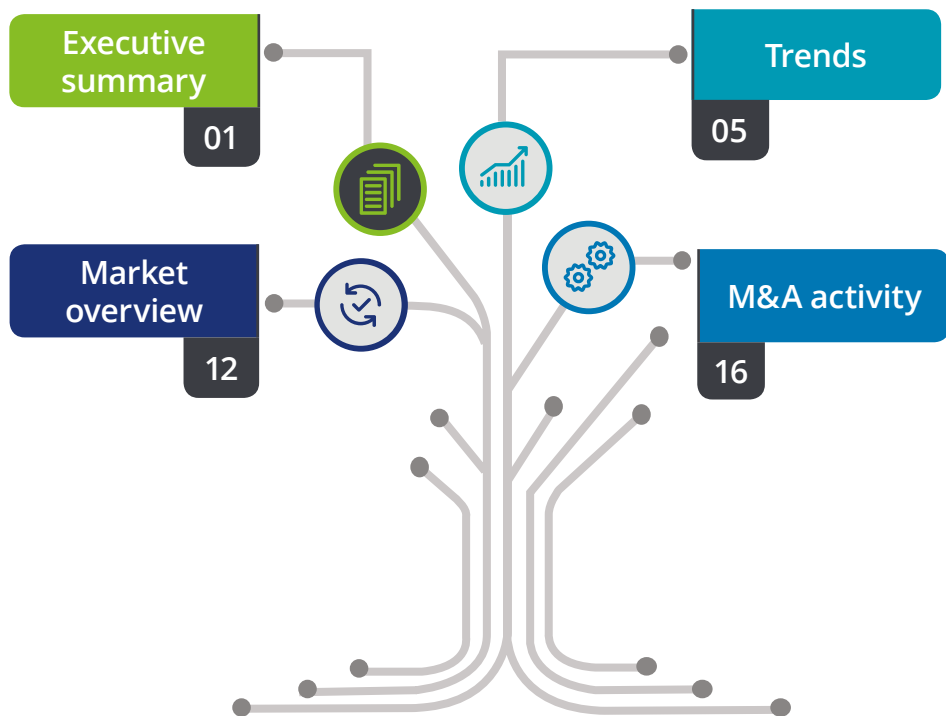 Executive
summary
01
Trends
05
Market
overview
12
M&A activity
16